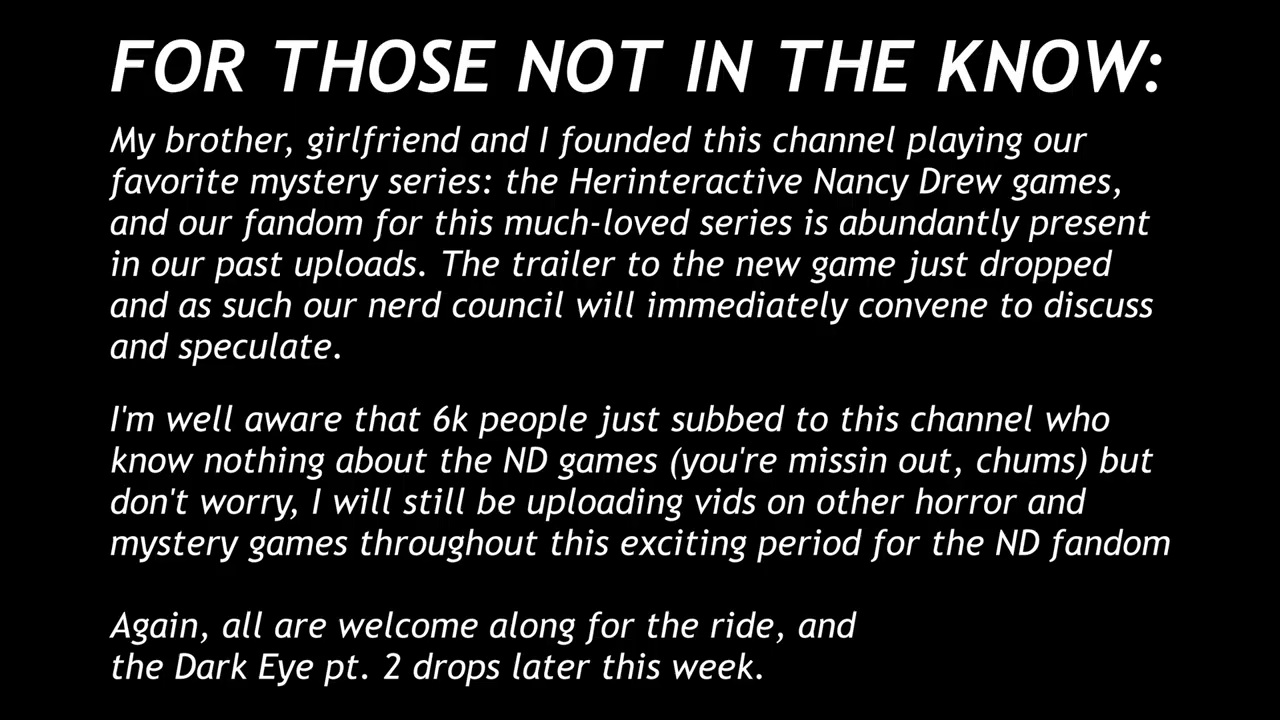 FOR THOSE NOT IN THE KNOW:
My brother, girlfriend and I founded this channel playing our
favorite mystery series: the Herinteractive Nancy Drew games,
and our fandom for this much-loved series is abundantly present
in our past uploads. The trailer to the new game just dropped
and as such our nerd council will immediately convene to discuss
and speculate.
I'm well aware that 6k people just subbed to this channel who
know nothing about the ND games (you're missin out, chums) but
don't worry, I will still be uploading vids on other horror and
mystery games throughout this exciting period for the ND fandom
Again, all are welcome along for the ride, and
the Dark Eye pt. 2 drops later this week.